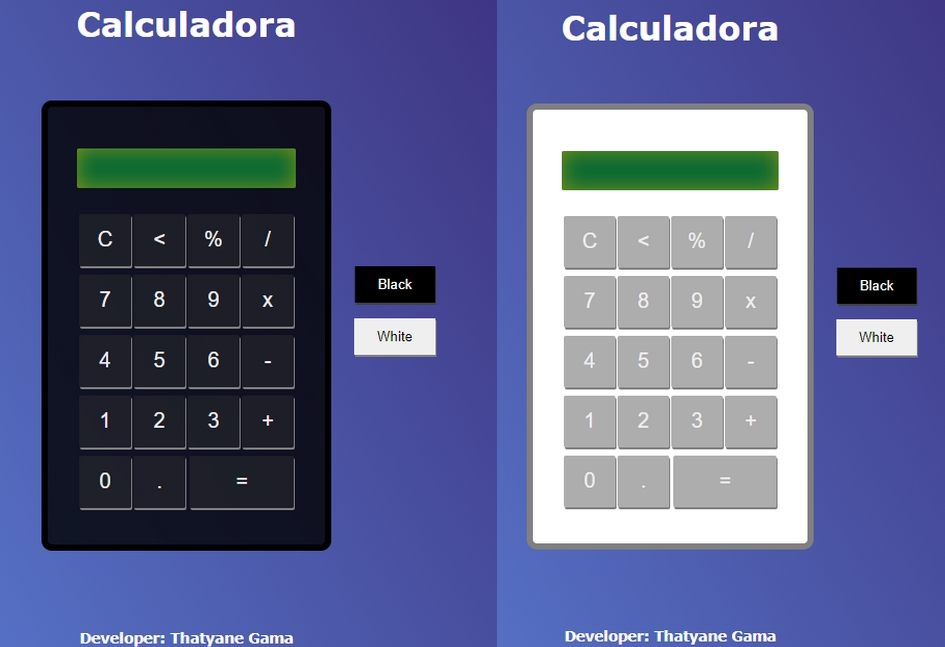 Calculadora
C < % /
7 8 9 x
4 5 6 -
1 2 3 +
0 . =
Black
White
Developer: Thatyane Gama
Calculadora
C < % /
7 8 9 x
4 5 6 -
1 2 3 +
0 . =
Black
White
Developer: Thatyane Gama